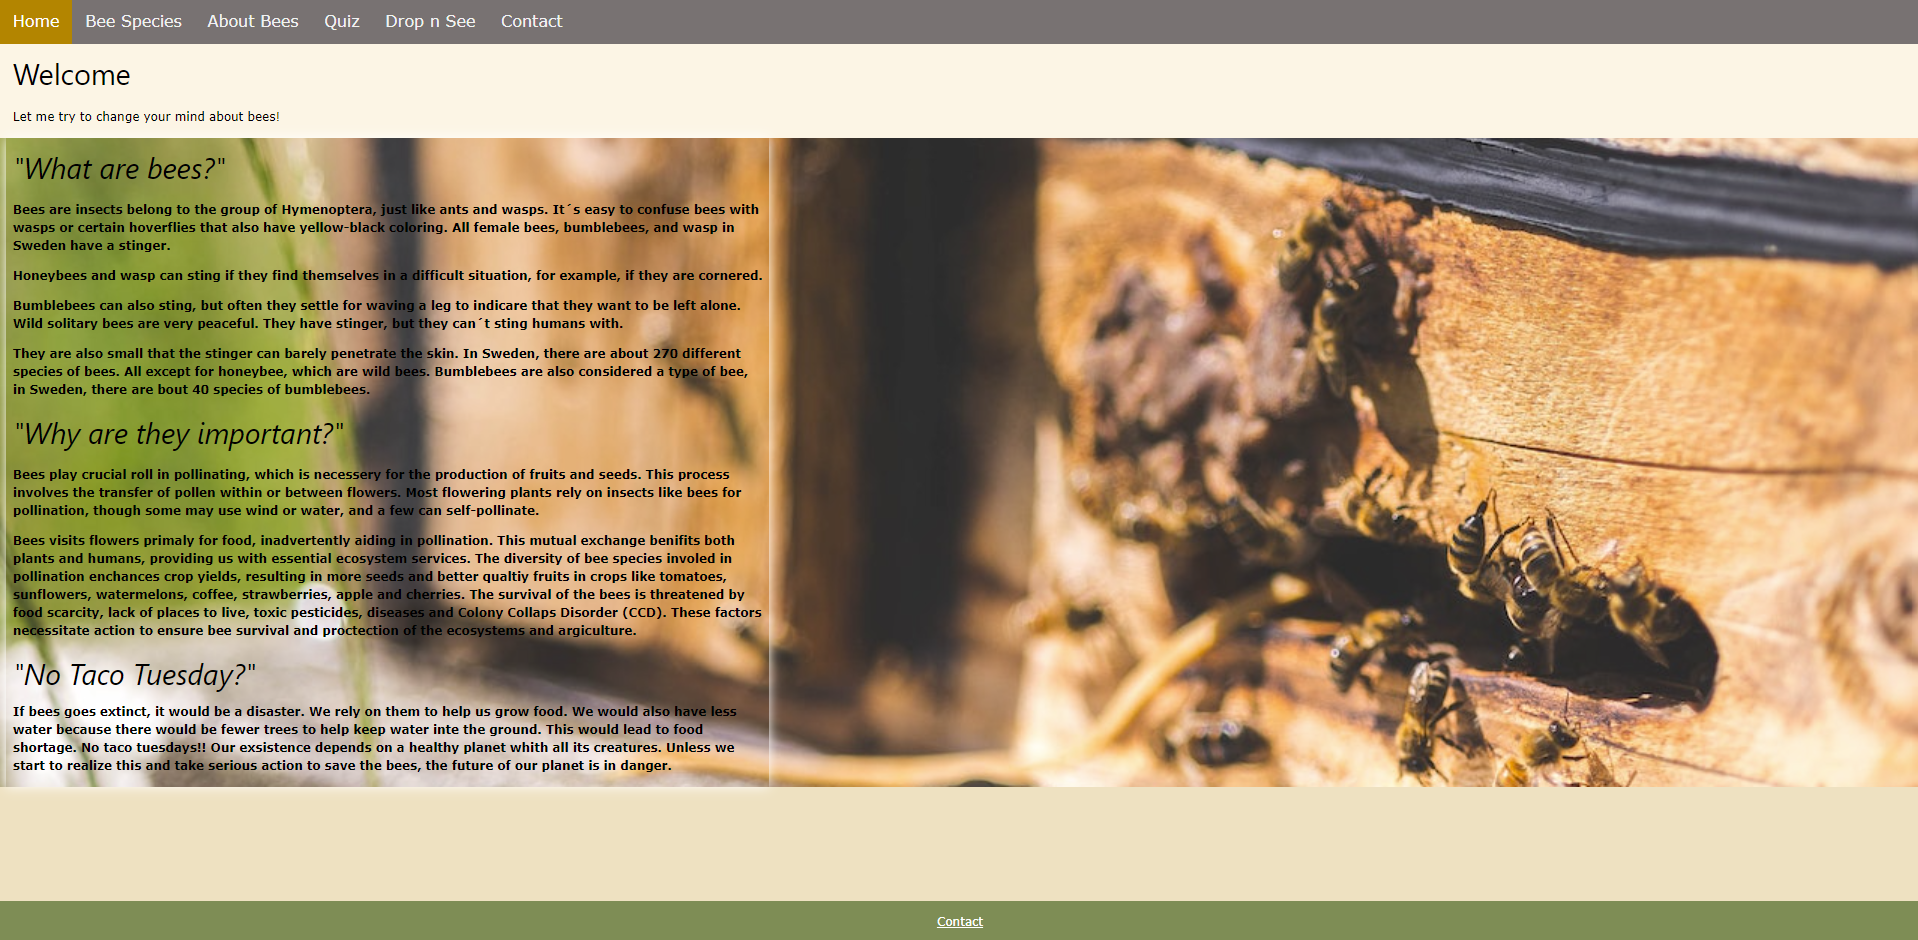 Home Bee Species About Bees Quiz Drop n See Contact
Welcome
Let me try to change your mind about bees!
"What are bees?"
Bees are insects belong to the group of Hymenoptera, just like ants and wasps. It´s easy to confuse bees with
wasps or certain hoverflies that also have yellow-black coloring. All female bees, bumblebees, and wasp in
Sweden have a stinger.
Honeybees and wasp can sting if they find themselves in a difficult situation, for example, if they are cornered.
Bumblebees can also sting, but often they settle for waving a leg to indicare that they want to be left alone.
Wild solitary bees are very peaceful. They have stinger, but they can´t sting humans with.
They are also small that the stinger can barely penetrate the skin. In Sweden, there are about 270 different
species of bees. All except for honeybee, which are wild bees. Bumblebees are also considered a type of bee,
in Sweden, there are bout 40 species of bumblebees.
"Why are they important?"
Bees play crucial roll in pollinating, which is necessery for the production of fruits and seeds. This process
involves the transfer of pollen within or between flowers. Most flowering plants rely on insects like bees for
pollination, though some may use wind or water, and a few can self-pollinate.
Bees visits flowers primaly for food, inadvertently aiding in pollination. This mutual exchange benifits both
plants and humans, providing us with essential ecosystem services. The diversity of bee species involed in
pollination enchances crop yields, resulting in more seeds and better qualtiy fruits in crops like tomatoes,
sunflowers, watermelons, coffee, strawberries, apple and cherries. The survival of the bees is threatened by
food scarcity, lack of places to live, toxic pesticides, diseases and Colony Collaps Disorder (CCD). These factors
necessitate action to ensure bee survival and proctection of the ecosystems and argiculture.
"No Taco Tuesday?"
If bees goes extinct, it would be a disaster. We rely on them to help us grow food. We would also have less
water because there would be fewer trees to help keep water inte the ground. This would lead to food
shortage. No taco tuesdays!! Our exsistence depends on a healthy planet whith all its creatures. Unless we
start to realize this and take serious action to save the bees, the future of our planet is in danger.
Contact